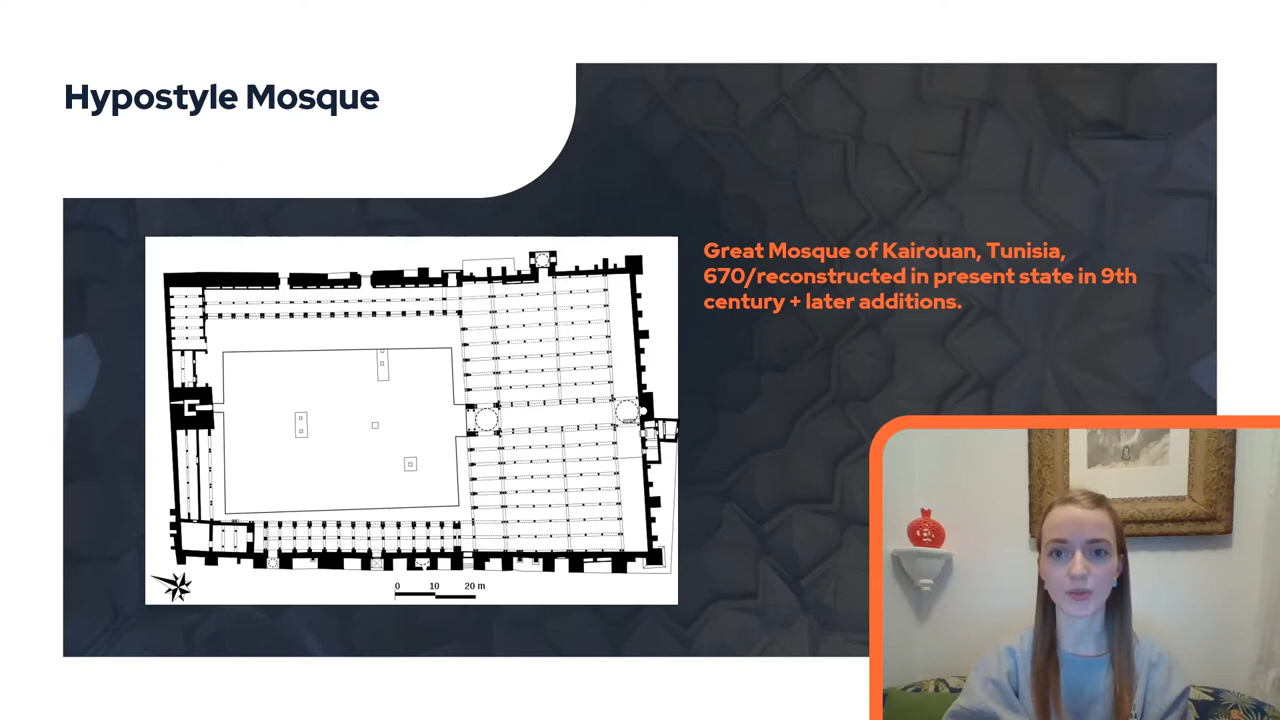 Hypostyle Mosque
Great Mosque of Kairouan, Tunisia,
670/reconstructed in present state in 9th
century + later additions.
0 10 20 m